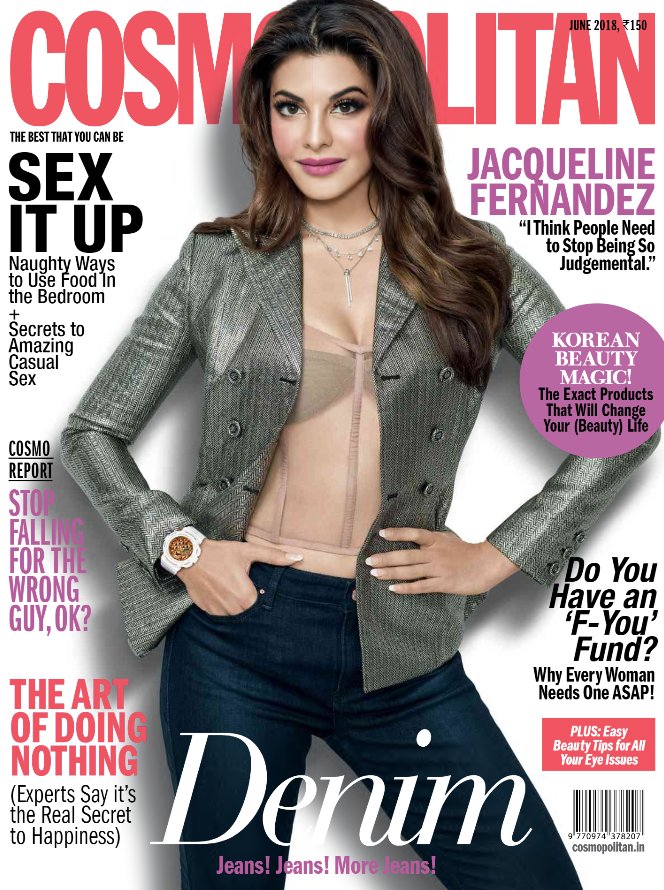 COSMOPOLITAN
JUNE 2018, ₹150
THE BEST THAT YOU CAN BE
SEX
IT UP
Naughty Ways
to Use Food In
the Bedroom
+
Secrets to
Amazing
Casual
Sex
JACQUELINE
FERNANDEZ
“I Think People Need
to Stop Being So
Judgemental.”
KOREAN
BEAUTY
MAGIC!
The Exact Products
That Will Change
Your (Beauty) Life
COSMO
REPORT
STOP
FALLING
FOR THE
WRONG
GUY, OK?
Do You
Have an
‘F-You’
Fund?
Why Every Woman
Needs One ASAP!
THE ART
OF DOING
NOTHING
(Experts Say it’s
the Real Secret
to Happiness)
PLUS: Easy
Beauty Tips for All
Your Eye Issues
Denim
Jeans! Jeans! More Jeans!
9 770974 378207
cosmopolitan.in